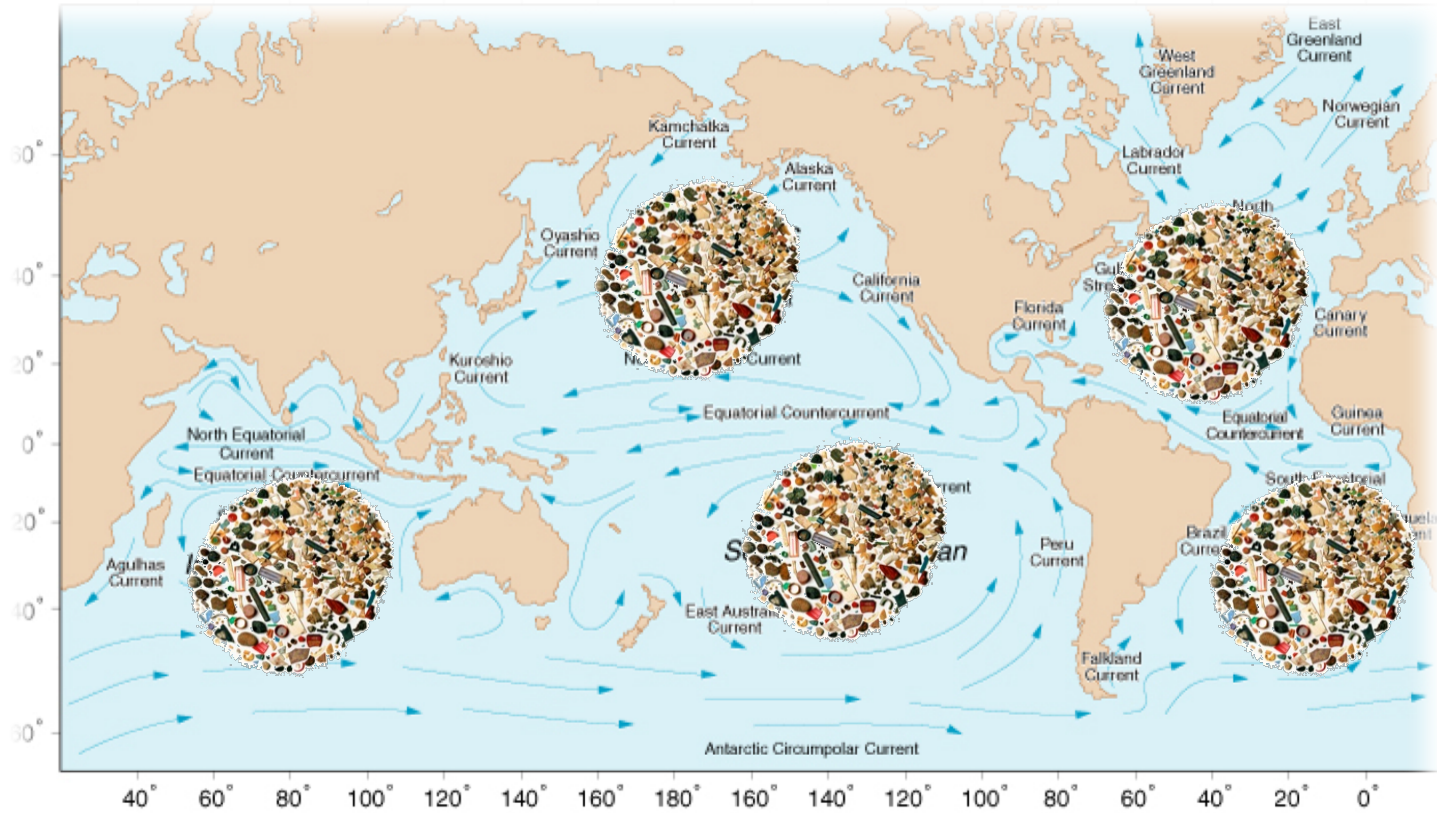 East
Greenland
Current
West
Greenland
Current
Norwegian
Current
Kamchatka
Current
Labrador
Current
Alaska
Current
60°
North
Oyashio
Current
40°
California
Current
Florida
Current
Canary
Current
Kuroshio
Current
Current
20°
Equatorial Countercurrent
Equatorial
Countercurrent
Guinea
Current
North Equatorial
Current
0°
Equatorial Countercurrent
South Equatorial
20°
Brazil
Peru
Current
Agulhas
Current
40°
East
Current
Falkland
Current
60°
Antarctic Circumpolar Current
40° 60° 80° 100° 120° 140° 160° 180° 160° 140° 120° 100° 80° 60° 40° 20° 0°